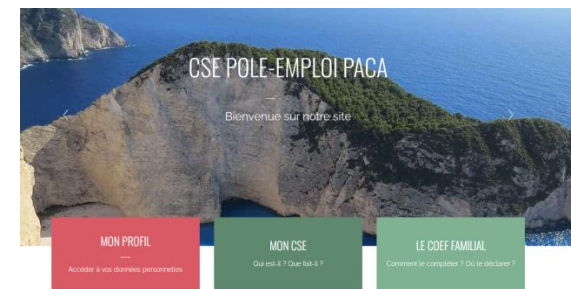 CSE POLE-EMPLOI PACA
Bienvenue sur notre site
MON PROFIL
Accéder à vos données personnelles
MON CSE
Qui est-il ? Que fait-il ?
LE COEF FAMILIAL
Comment le compléter ? Où le déclarer ?